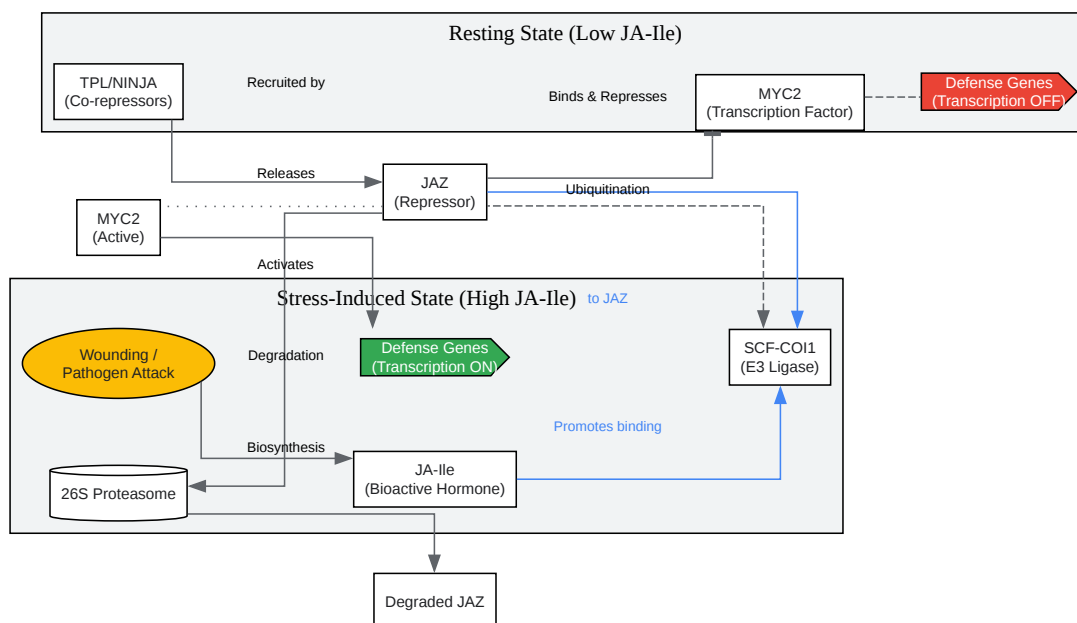 Resting State (Low JA-Ile)
TPL/NINJA
(Co-repressors)
Recruited by
Binds & Represses
MYC2
(Transcription Factor)
Defense Genes
(Transcription OFF)
Releases
JAZ
(Repressor)
Ubiquitination
MYC2
(Active)
Activates
Stress-Induced State (High JA-Ile)
to JAZ
Wounding /
Pathogen Attack
Degradation
Defense Genes
(Transcription ON)
SCF-COI1
(E3 Ligase)
Promotes binding
Biosynthesis
JA-Ile
(Bioactive Hormone)
26S Proteasome
Degraded JAZ